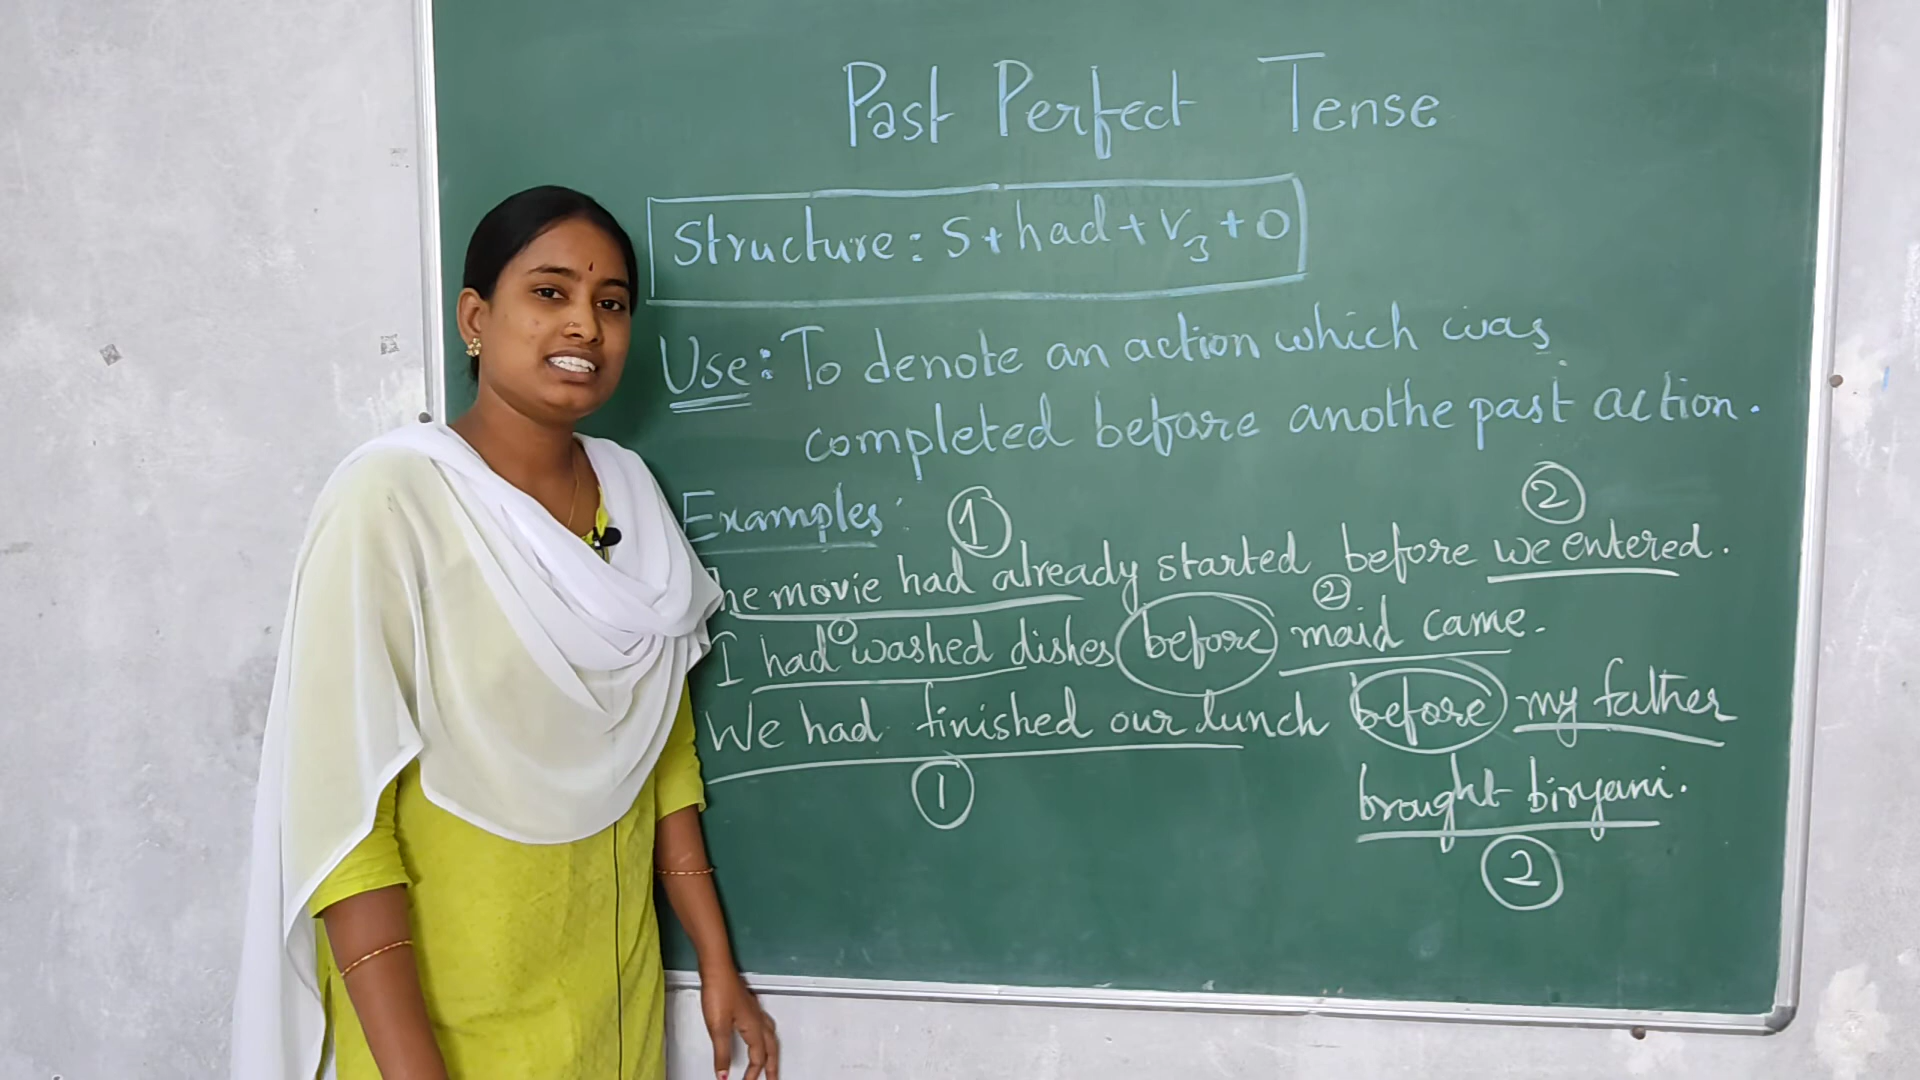 Past Perfect Tense
Structure: S+had+V3+O
Use: To denote an action which was
completed before anothe past action.
Examples:
1
2
he movie had already started before we entered.
1
2
I had washed dishes before maid came.
We had finished our lunch before my father
1
brought biryani.
2